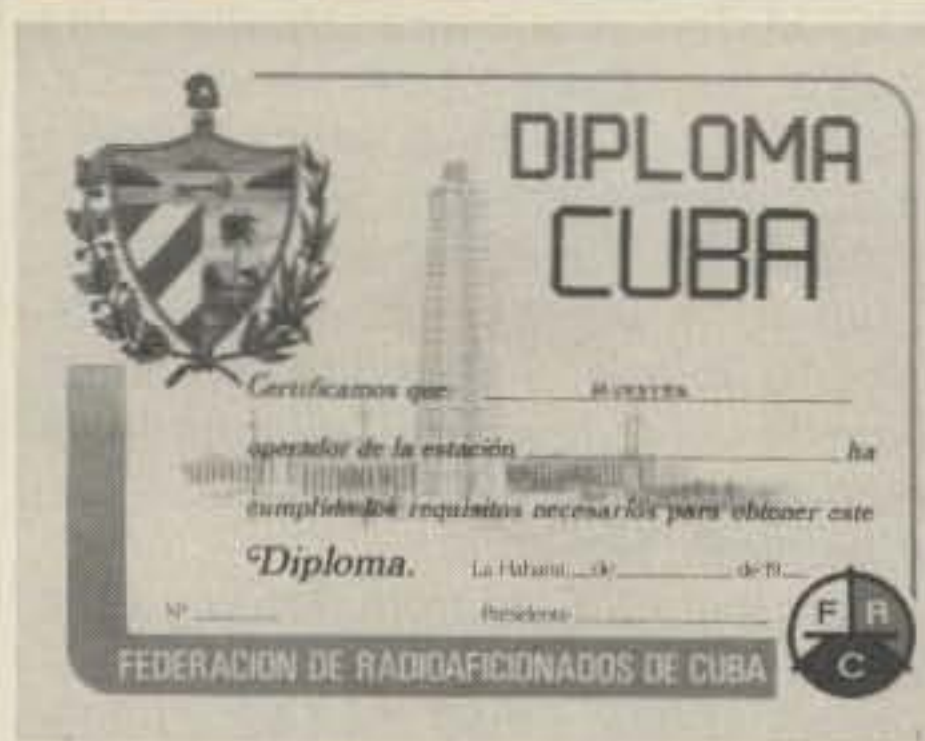 DIPLOMA
CUBA
Certificamos que
operador de la estación ha
cumplido los requisitos necesarios para obtener este
Diploma. La Habana, de de 19
Nº Presidente
FEDERACION DE RADIOAFICIONADOS DE CUBA
F R
C